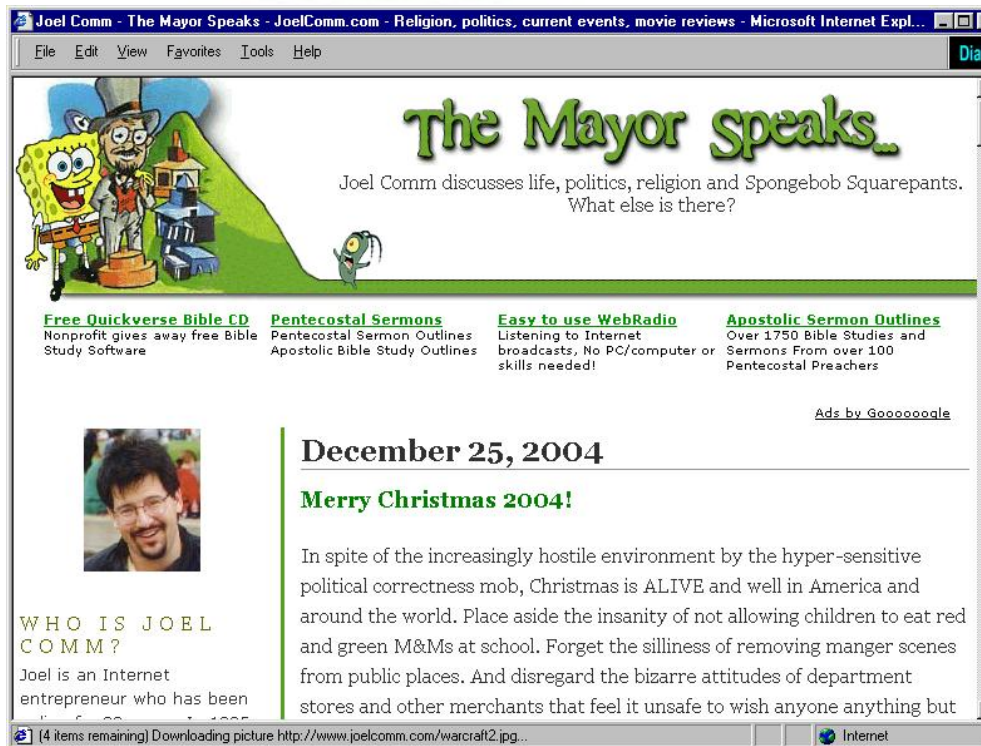 Joel Comm - The Mayor Speaks - JoelComm.com - Religion, politics, current events, movie reviews - Microsoft Internet Expl...
File Edit View Favorites Tools Help
Dia
The Mayor Speaks...
Joel Comm discusses life, politics, religion and Spongebob Squarepants.
What else is there?
Free Quickverse Bible CD
Nonprofit gives away free Bible
Study Software
Pentecostal Sermons
Pentecostal Sermon Outlines
Apostolic Bible Study Outlines
Easy to use WebRadio
Listening to Internet
broadcasts, No PC/computer or
skills needed!
Apostolic Sermon Outlines
Over 1750 Bible Studies and
Sermons From over 100
Pentecostal Preachers
Ads by Goooooogle
WHO IS JOEL
COMM?
Joel is an Internet
entrepreneur who has been
December 25, 2004
Merry Christmas 2004!
In spite of the increasingly hostile environment by the hyper-sensitive
political correctness mob, Christmas is ALIVE and well in America and
around the world. Place aside the insanity of not allowing children to eat red
and green M&Ms at school. Forget the silliness of removing manger scenes
from public places. And disregard the bizarre attitudes of department
stores and other merchants that feel it unsafe to wish anyone anything but
(4 items remaining) Downloading picture http://www.joelcomm.com/warcraft2.jpg...
Internet